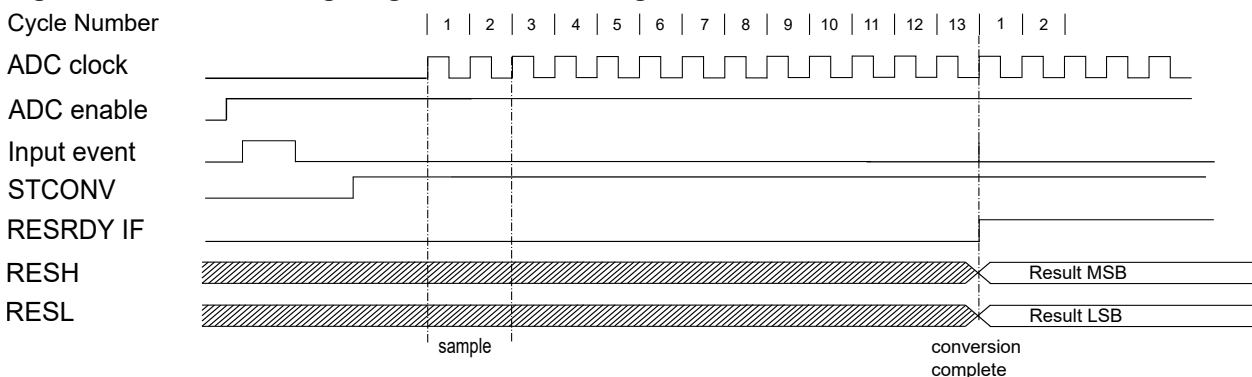 Cycle Number 1 2 3 4 5 6 7 8 9 10 11 12 13 1 2
ADC clock
ADC enable
Input event
STCONV
RESRDY IF
RESH Result MSB
RESL Result LSB
sample conversion
complete